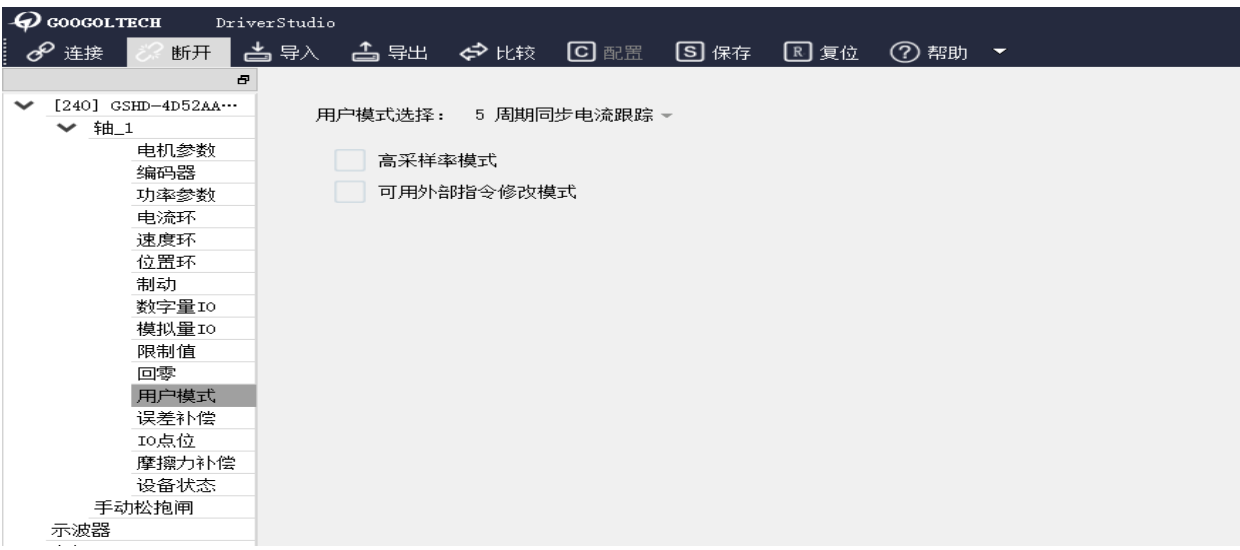 GOOGOLTECH DriverStudio
连接 断开 导入 导出 比较 C 配置 S 保存 R 复位 ? 帮助
[240] GSHD-4D52AA…
轴_1
电机参数
编码器
功率参数
电流环
速度环
位置环
制动
数字量IO
模拟量IO
限制值
回零
用户模式
误差补偿
IO点位
摩擦力补偿
设备状态
手动松抱闸
示波器
用户模式选择: 5 周期同步电流跟踪
高采样率模式
可用外部指令修改模式